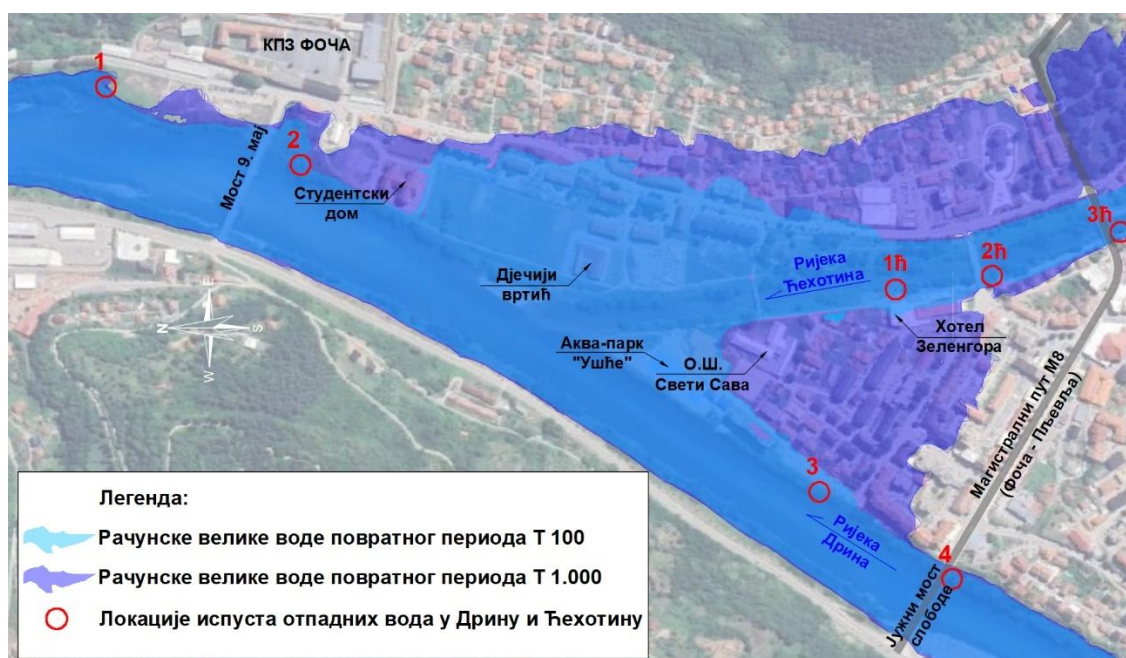 КПЗ ФОЧА
1
Мост 9. мај
2
Студентски
дом
3ћ
Дјечији
вртић
Ријека
Ћехотина
1ћ
2ћ
Хотел
Зеленгора
Аква-парк
"Ушће"
О.Ш.
Свети Сава
N
E
S
W
Магистрални пут М8
(Фоча - Пљевља)
3
Ријека
Дрина
4
Јужни мост
слободе
Легенда:
Рачунске велике воде повратног периода Т 100
Рачунске велике воде повратног периода Т 1.000
Локације испуста отпадних вода у Дрину и Ћехотину